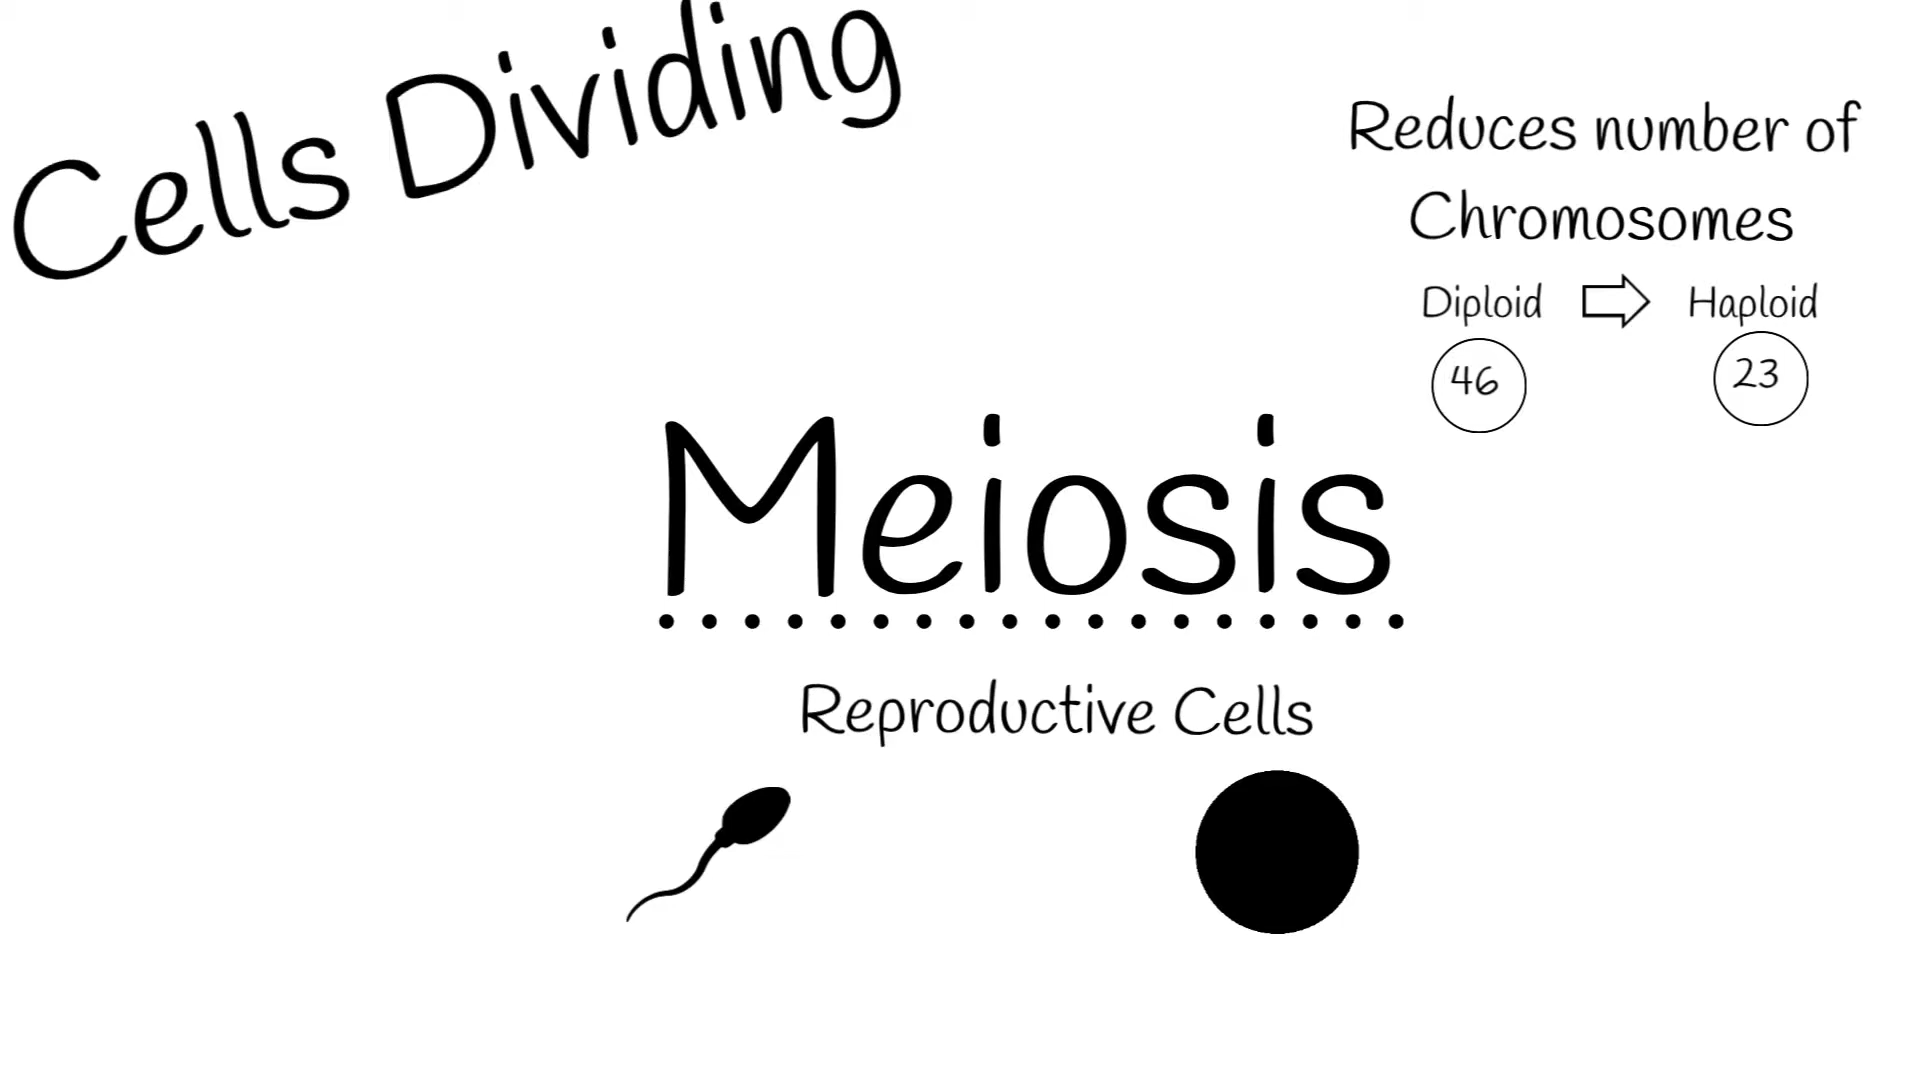 Cells Dividing
Reduces number of
Chromosomes
Diploid Haploid
46 23
Meiosis
Reproductive Cells